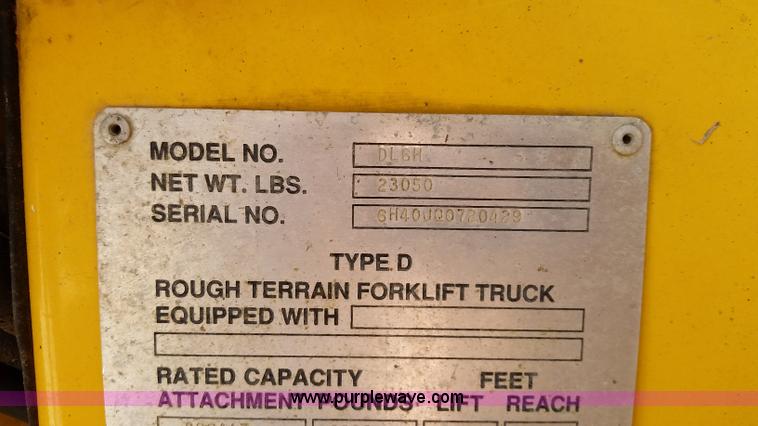 MODEL NO. DL6H
NET WT. LBS. 23050
SERIAL NO.
TYPE D
ROUGH TERRAIN FORKLIFT TRUCK
EQUIPPED WITH
RATED CAPACITY FEET
ATTACHMENT POUNDS LIFT REACH
www.purplewave.com